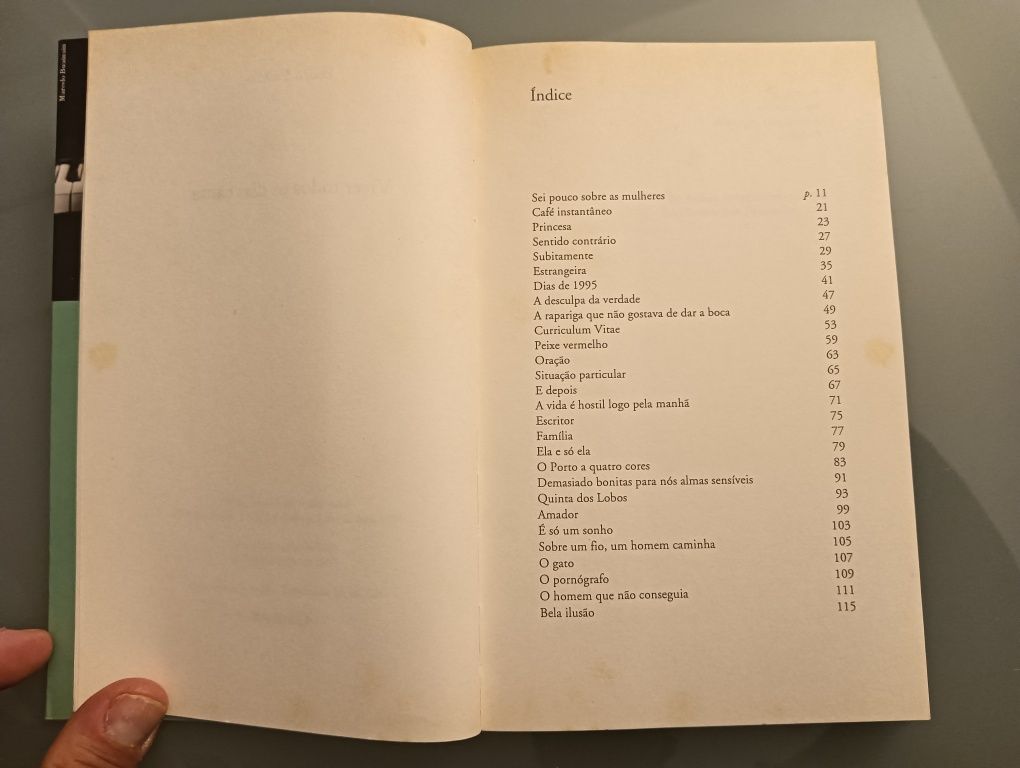 Índice
Sei pouco sobre as mulheres p. 11
Café instantâneo 21
Princesa 23
Sentido contrário 27
Subitamente 29
Estrangeira 35
Dias de 1995 41
A desculpa da verdade 47
A rapariga que não gostava de dar a boca 49
Curriculum Vitae 53
Peixe vermelho 59
Oração 63
Situação particular 65
E depois 67
A vida é hostil logo pela manhã 71
Escritor 75
Família 77
Ela e só ela 79
O Porto a quatro cores 83
Demasiado bonitas para nós almas sensíveis 91
Quinta dos Lobos 93
Amador 99
É só um sonho 103
Sobre um fio, um homem caminha 105
O gato 107
O pornógrafo 109
O homem que não conseguia 111
Bela ilusão 115